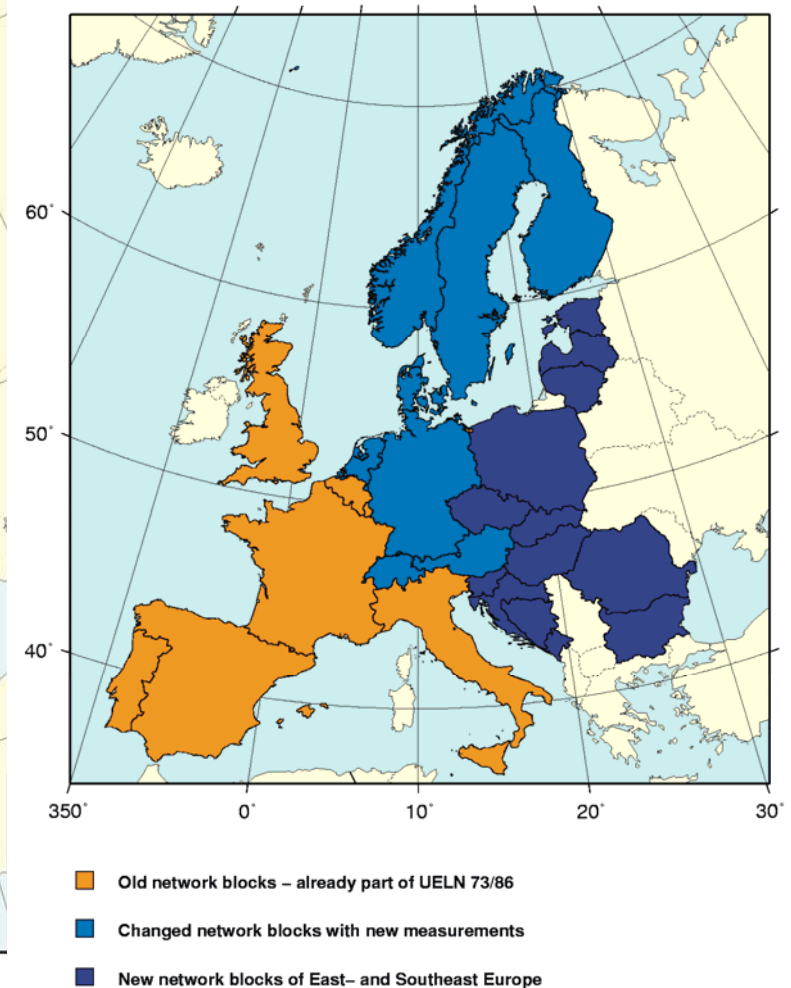 60°
50°
40°
350°
0°
10°
20°
30°
Old network blocks – already part of UELN 73/86
Changed network blocks with new measurements
New network blocks of East– and Southeast Europe